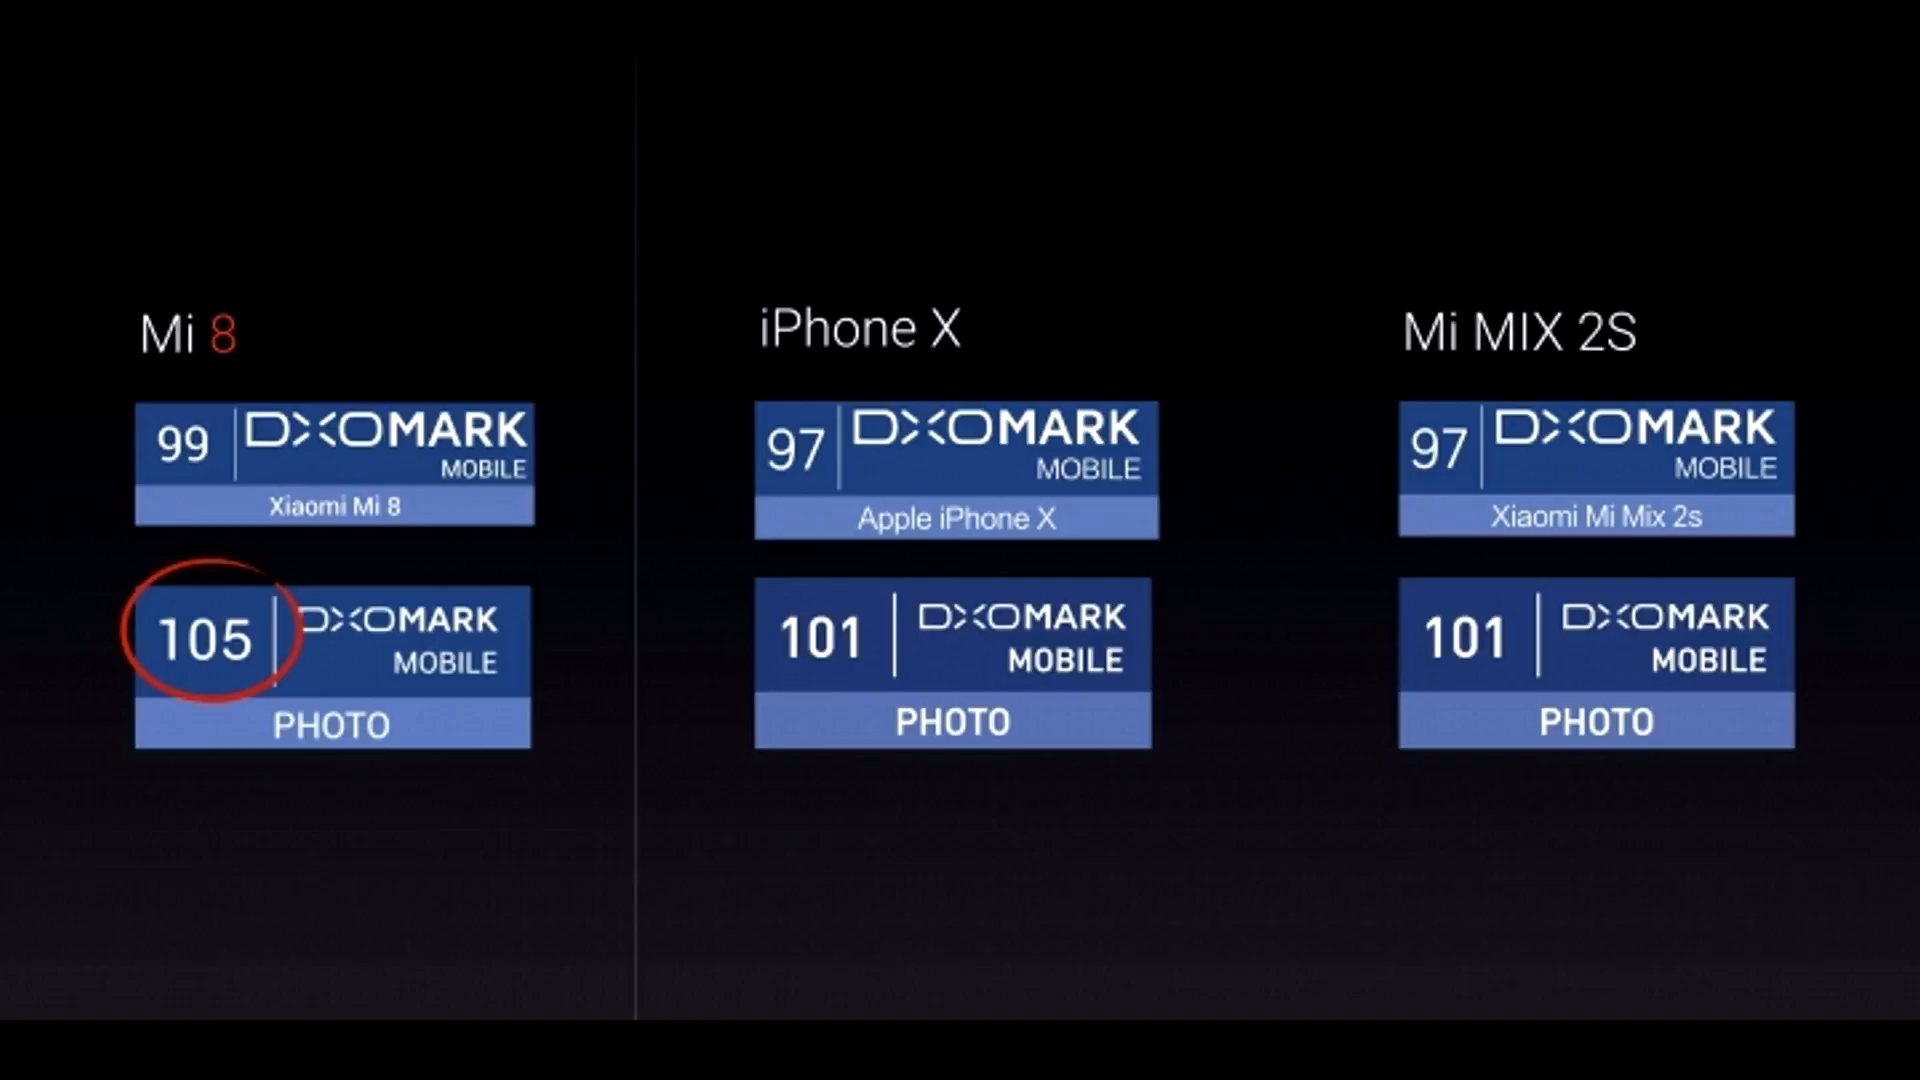 Mi 8
99 DXOMARK
MOBILE
Xiaomi Mi 8
105 DXOMARK
MOBILE
PHOTO
iPhone X
97 DXOMARK
MOBILE
Apple iPhone X
101 DXOMARK
MOBILE
PHOTO
Mi MIX 2S
97 DXOMARK
MOBILE
Xiaomi Mi Mix 2s
101 DXOMARK
MOBILE
PHOTO